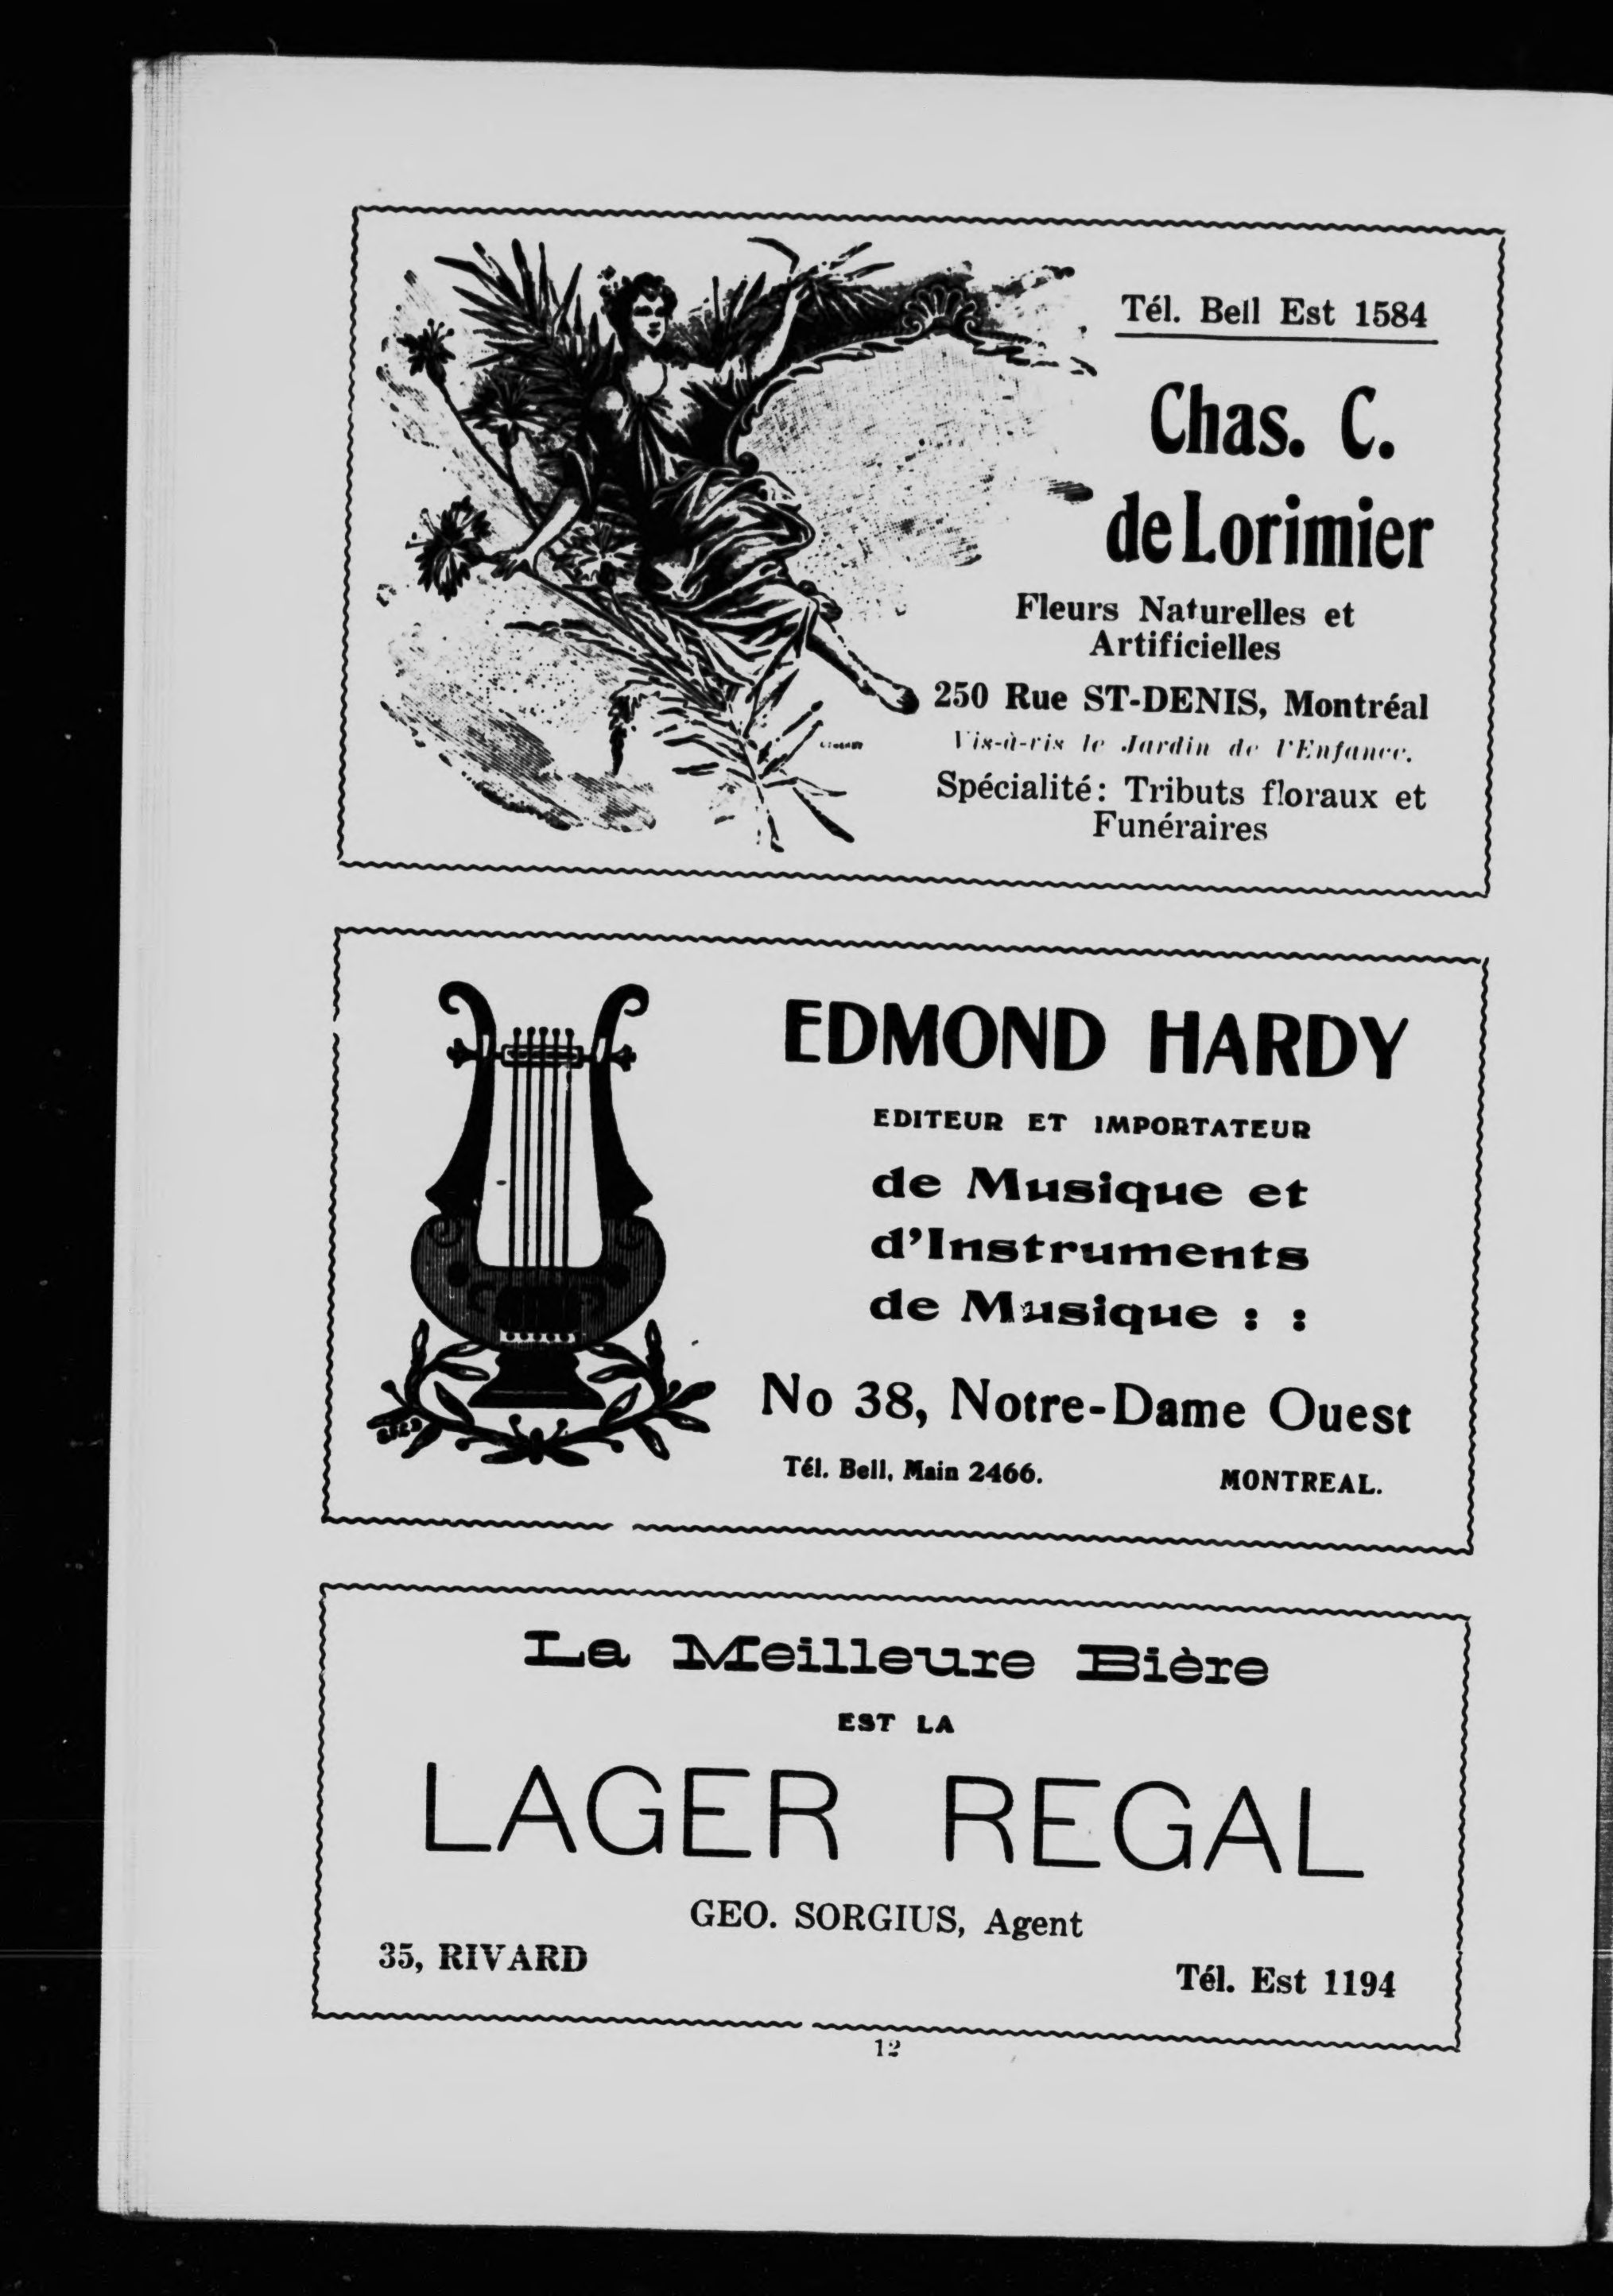 Tél. Bell Est 1584
Chas. C.
de Lorimier
Fleurs Naturelles et
Artificielles
250 Rue ST-DENIS, Montréal
Vis-à-vis le Jardin de l'Enfance.
Spécialité: Tributs floraux et
Funéraires
EDMOND HARDY
EDITEUR ET IMPORTATEUR
de Musique et
d'Instruments
de Musique : :
No 38, Notre-Dame Ouest
Tél. Bell, Main 2466. MONTREAL.
La Meilleure Bière
EST LA
LAGER REGAL
GEO. SORGIUS, Agent
35, RIVARD
Tél. Est 1194
12